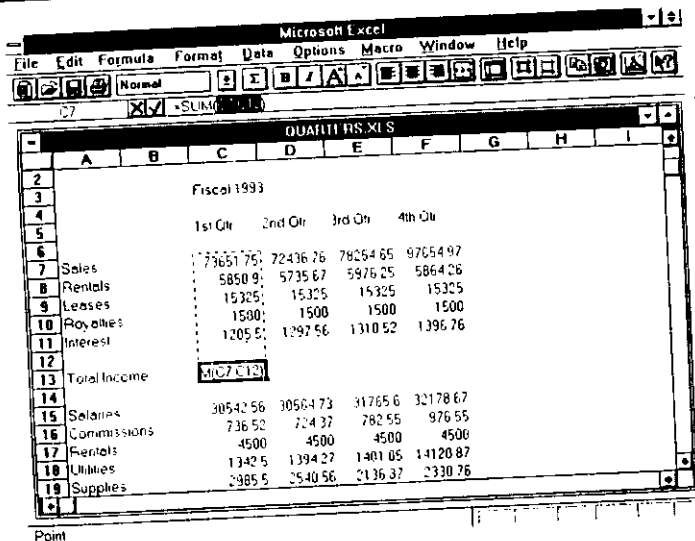 Microsoft Excel
File Edit Formula Format Data Options Macro Window Help
Normal Σ B I A A
C7 =SUM(
QUARTERS.XLS
A B C D E F G H I
2
3 Fiscal 1993
4
5 1st Qtr 2nd Qtr 3rd Qtr 4th Qtr
6
7 Sales 73651.75 72436.26 78264.65 97654.97
8 Rentals 5850.9 5735.67 5976.25 5864.26
9 Leases 15325 15325 15325 15325
10 Royalties 1500 1500 1500 1500
11 Interest 1205.5 1297.56 1310.52 1396.76
12
13 Total Income M(C7:C12)
14
15 Salaries 30542.56 30564.73 31765.6 32178.67
16 Commissions 736.52 724.37 782.55 976.55
17 Rentals 4500 4500 4500 4500
18 Utilities 1342.5 1394.27 1401.05 14120.87
19 Supplies 2985.5 2540.56 2136.37 2330.76
Point